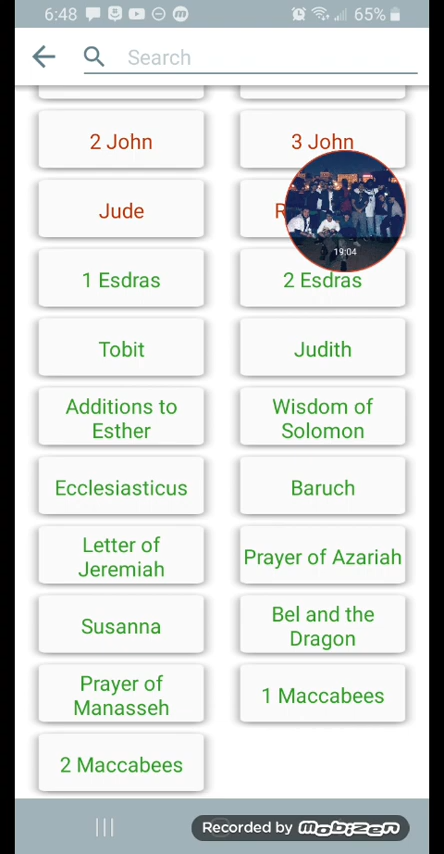 6:48
65%
Search
2 John
3 John
Jude
R
19:04
1 Esdras
2 Esdras
Tobit
Judith
Additions to
Esther
Wisdom of
Solomon
Ecclesiasticus
Baruch
Letter of
Jeremiah
Prayer of Azariah
Susanna
Bel and the
Dragon
Prayer of
Manasseh
1 Maccabees
2 Maccabees
Recorded by Mobizen